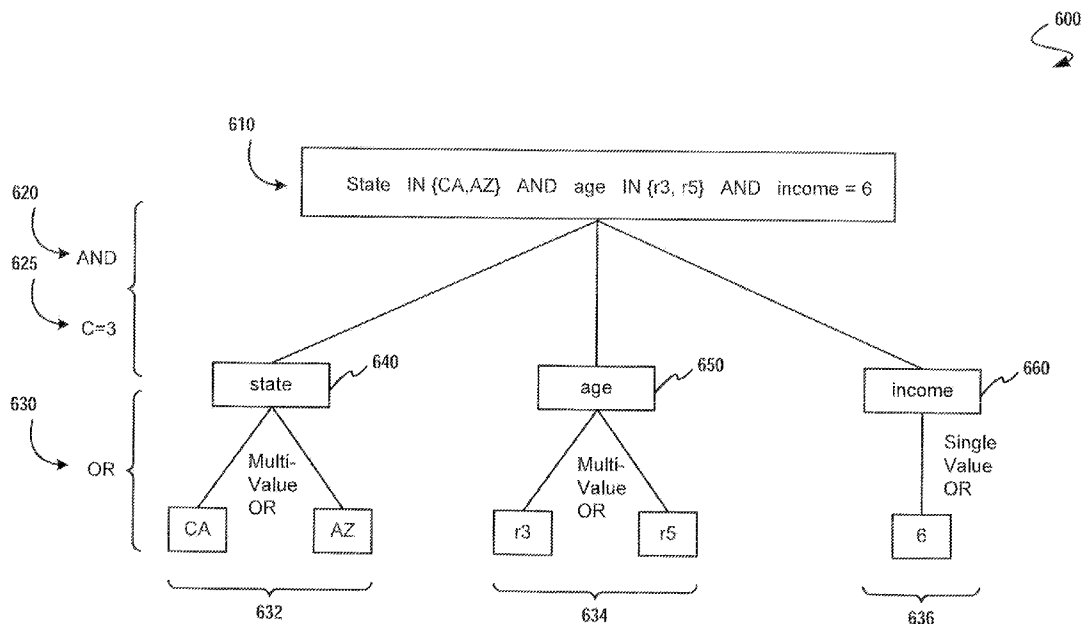 600
610
State IN {CA,AZ} AND age IN {r3, r5} AND income = 6
620
AND
625
C=3
state
640
age
650
income
660
630
OR
Multi-
Value
OR
Multi-
Value
OR
Single
Value
OR
CA
AZ
r3
r5
6
632
634
636